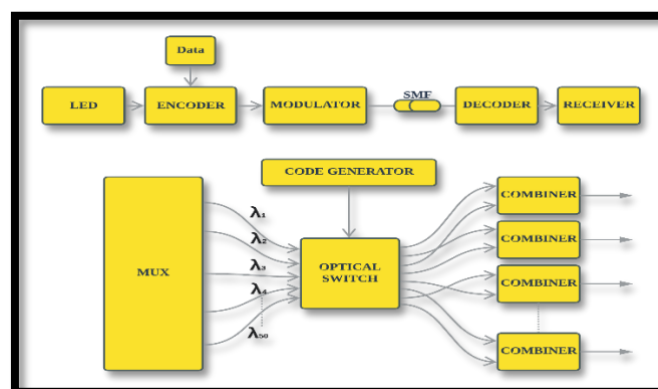 Data
SMF
LED
ENCODER
MODULATOR
DECODER
RECEIVER
CODE GENERATOR
COMBINER
λ1
λ2
COMBINER
MUX
λ3
OPTICAL
SWITCH
COMBINER
λ4
λ50
COMBINER